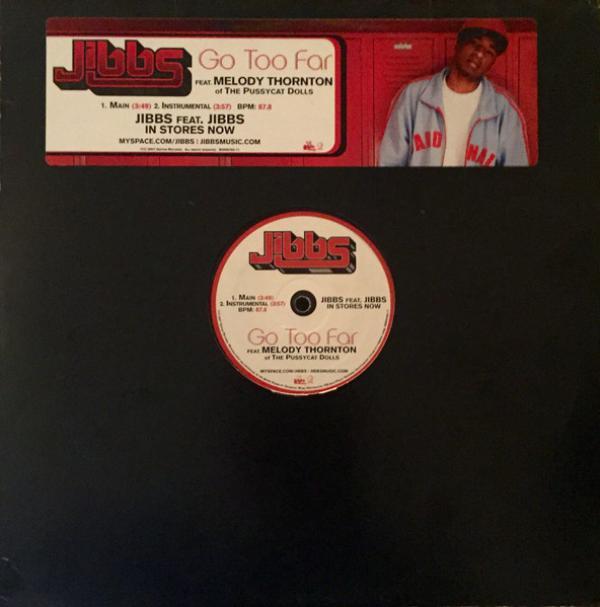 Jibbs
Go Too Far
FEAT. MELODY THORNTON
OF THE PUSSYCAT DOLLS
1. MAIN (3:49) 2. INSTRUMENTAL (3:57) BPM: 87.8
JIBBS FEAT. JIBBS
IN STORES NOW
MYSPACE.COM/JIBBS | JIBBSMUSIC.COM
Jibbs
1. MAIN (3:49)
2. INSTRUMENTAL (3:57)
BPM: 87.8
JIBBS FEAT. JIBBS
IN STORES NOW
Go Too Far
FEAT. MELODY THORNTON
OF THE PUSSYCAT DOLLS
MYSPACE.COM/JIBBS | JIBBSMUSIC.COM